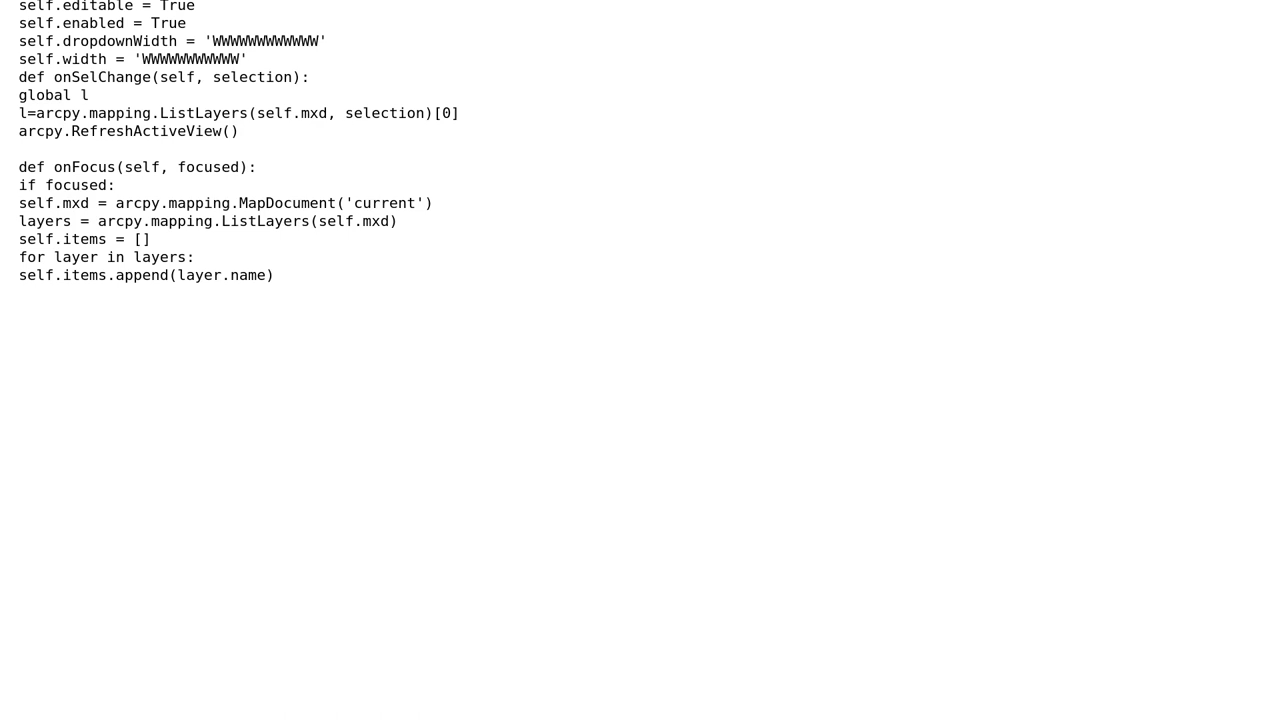 self.editable = True
self.enabled = True
self.dropdownWidth = 'WWWWWWWWWWWW'
self.width = 'WWWWWWWWWWW'
def onSelChange(self, selection):
global l
l=arcpy.mapping.ListLayers(self.mxd, selection)[0]
arcpy.RefreshActiveView()

def onFocus(self, focused):
if focused:
self.mxd = arcpy.mapping.MapDocument('current')
layers = arcpy.mapping.ListLayers(self.mxd)
self.items = []
for layer in layers:
self.items.append(layer.name)